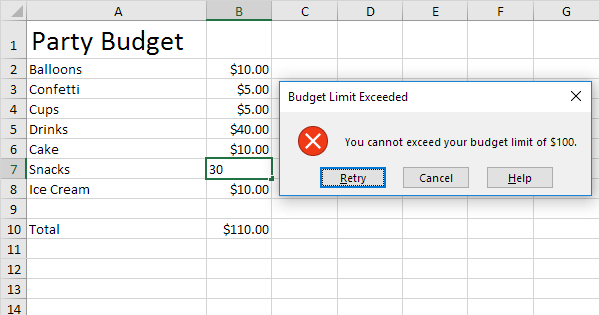 A B C D E F G
1 Party Budget
2 Balloons $10.00
3 Confetti $5.00
4 Cups $5.00
5 Drinks $40.00
6 Cake $10.00
7 Snacks 30
8 Ice Cream $10.00
9
10 Total $110.00
11
12
13
14
Budget Limit Exceeded
You cannot exceed your budget limit of $100.
Retry Cancel Help